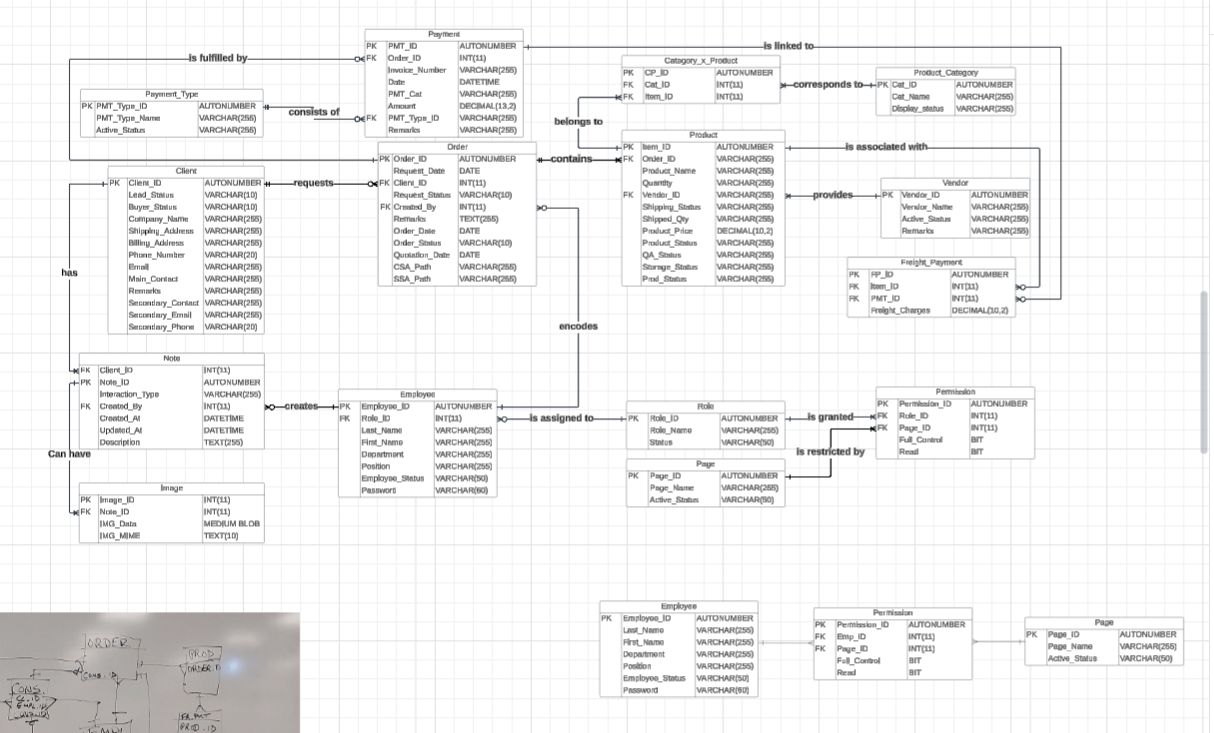 Payment
PK PMT_ID AUTONUMBER
FK Order_ID INT(11)
Invoice_Number VARCHAR(255)
Date DATETIME
PMT_Cat VARCHAR(255)
Amount DECIMAL(13,2)
FK PMT_Type_ID VARCHAR(255)
Remarks VARCHAR(255)
is fulfilled by
is linked to
Payment_Type
PK PMT_Type_ID AUTONUMBER
PMT_Type_Name VARCHAR(255)
Active_Status VARCHAR(255)
consists of
Category_x_Product
PK CP_ID AUTONUMBER
FK Cat_ID INT(11)
FK Item_ID INT(11)
corresponds to
Product_Category
PK Cat_ID AUTONUMBER
Cat_Name VARCHAR(255)
Display_status VARCHAR(255)
belongs to
Order
PK Order_ID AUTONUMBER
Request_Date DATE
FK Client_ID INT(11)
Request_Status VARCHAR(10)
FK Created_By INT(11)
Remarks TEXT(255)
Order_Date DATE
Order_Status VARCHAR(10)
Quotation_Date DATE
CSA_Path VARCHAR(255)
SSA_Path VARCHAR(255)
contains
Product
PK Item_ID AUTONUMBER
FK Order_ID VARCHAR(255)
Product_Name VARCHAR(255)
Quantity VARCHAR(255)
FK Vendor_ID VARCHAR(255)
Shipping_Status VARCHAR(255)
Shipped_Qty VARCHAR(255)
Product_Price DECIMAL(10,2)
Product_Status VARCHAR(255)
QA_Status VARCHAR(255)
Storage_Status VARCHAR(255)
Prod_Status VARCHAR(255)
is associated with
provides
Vendor
PK Vendor_ID AUTONUMBER
Vendor_Name VARCHAR(255)
Active_Status VARCHAR(255)
Remarks VARCHAR(255)
Freight_Payment
PK FP_ID AUTONUMBER
FK Item_ID INT(11)
FK PMT_ID INT(11)
Freight_Charges DECIMAL(10,2)
Client
PK Client_ID AUTONUMBER
Lead_Status VARCHAR(10)
Buyer_Status VARCHAR(10)
Company_Name VARCHAR(255)
Shipping_Address VARCHAR(255)
Billing_Address VARCHAR(255)
Phone_Number VARCHAR(20)
Email VARCHAR(255)
Main_Contact VARCHAR(255)
Remarks VARCHAR(255)
Secondary_Contact VARCHAR(255)
Secondary_Email VARCHAR(255)
Secondary_Phone VARCHAR(20)
requests
has
encodes
Note
FK Client_ID INT(11)
PK Note_ID AUTONUMBER
Interaction_Type VARCHAR(255)
FK Created_By INT(11)
Created_At DATETIME
Updated_At DATETIME
Description TEXT(255)
creates
Can have
Image
PK Image_ID INT(11)
FK Note_ID INT(11)
IMG_Data MEDIUM BLOB
IMG_MIME TEXT(10)
Employee
PK Employee_ID AUTONUMBER
FK Role_ID INT(11)
Last_Name VARCHAR(255)
First_Name VARCHAR(255)
Department VARCHAR(255)
Position VARCHAR(255)
Employee_Status VARCHAR(50)
Password VARCHAR(60)
is assigned to
Role
PK Role_ID AUTONUMBER
Role_Name VARCHAR(255)
Status VARCHAR(50)
is granted
Permission
PK Permission_ID AUTONUMBER
FK Role_ID INT(11)
FK Page_ID INT(11)
Full_Control BIT
Read BIT
is restricted by
Page
PK Page_ID AUTONUMBER
Page_Name VARCHAR(255)
Active_Status VARCHAR(50)
Employee
PK Employee_ID AUTONUMBER
Last_Name VARCHAR(255)
First_Name VARCHAR(255)
Department VARCHAR(255)
Position VARCHAR(255)
Employee_Status VARCHAR(50)
Password VARCHAR(60)
Permission
PK Permission_ID AUTONUMBER
FK Emp_ID INT(11)
FK Page_ID INT(11)
Full_Control BIT
Read BIT
Page
PK Page_ID AUTONUMBER
Page_Name VARCHAR(255)
Active_Status VARCHAR(50)
ORDER
PROD